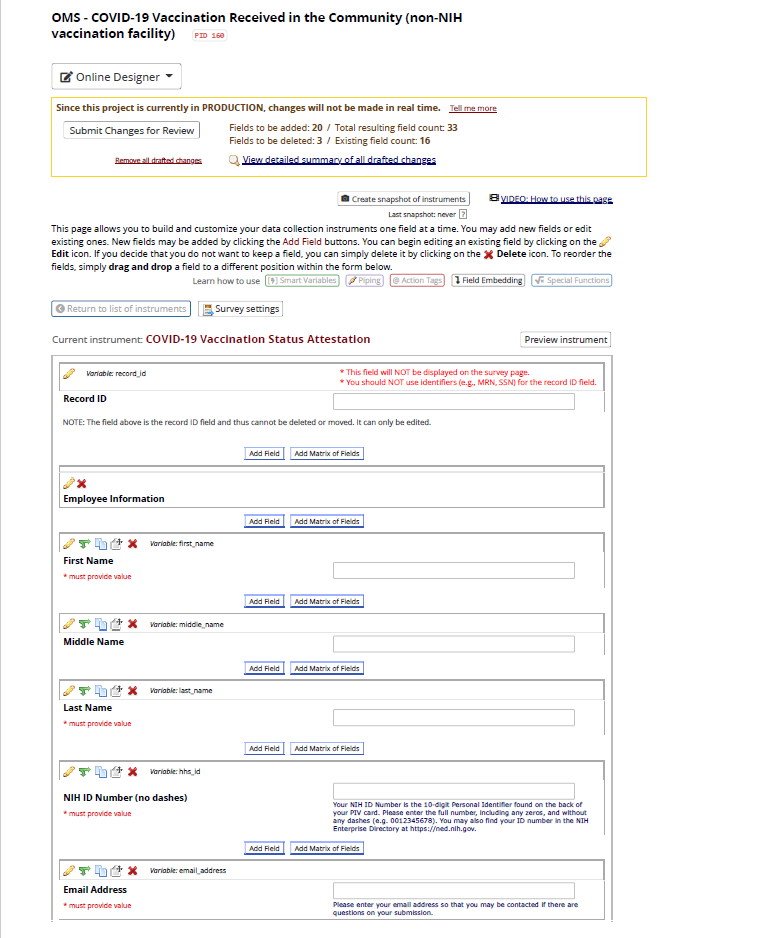 OMS - COVID-19 Vaccination Received in the Community (non-NIH
vaccination facility) PID 160
Online Designer
Since this project is currently in PRODUCTION, changes will not be made in real time. Tell me more
Submit Changes for Review
Fields to be added: 20 / Total resulting field count: 33
Fields to be deleted: 3 / Existing field count: 16
Remove all drafted changes
View detailed summary of all drafted changes
Create snapshot of instruments
VIDEO: How to use this page
Last snapshot: never ?
This page allows you to build and customize your data collection instruments one field at a time. You may add new fields or edit
existing ones. New fields may be added by clicking the Add Field buttons. You can begin editing an existing field by clicking on the
Edit icon. If you decide that you do not want to keep a field, you can simply delete it by clicking on the Delete icon. To reorder the
fields, simply drag and drop a field to a different position within the form below.
Learn how to use [*] Smart Variables Piping @ Action Tags Field Embedding Special Functions
Return to list of instruments Survey settings
Current instrument: COVID-19 Vaccination Status Attestation
Preview instrument
Variable: record_id
* This field will NOT be displayed on the survey page.
* You should NOT use identifiers (e.g., MRN, SSN) for the record ID field.
Record ID
NOTE: The field above is the record ID field and thus cannot be deleted or moved. It can only be edited.
Add Field Add Matrix of Fields
Employee Information
Add Field Add Matrix of Fields
Variable: first_name
First Name
* must provide value
Add Field Add Matrix of Fields
Variable: middle_name
Middle Name
Add Field Add Matrix of Fields
Variable: last_name
Last Name
* must provide value
Add Field Add Matrix of Fields
Variable: hhs_id
NIH ID Number (no dashes)
* must provide value
Your NIH ID Number is the 10-digit Personal Identifier found on the back of
your PIV card. Please enter the full number, including any zeros, and without
any dashes (e.g. 0012345678). You may also find your ID number in the NIH
Enterprise Directory at https://ned.nih.gov.
Add Field Add Matrix of Fields
Variable: email_address
Email Address
* must provide value
Please enter your email address so that you may be contacted if there are
questions on your submission.